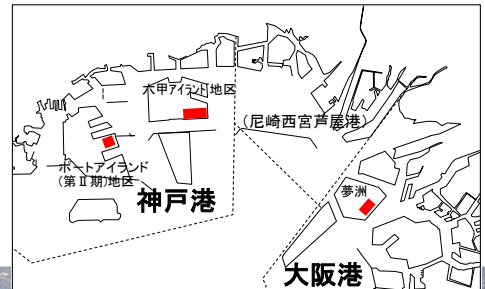 六甲アイランド地区
(尼崎西宮芦屋港)
ポートアイランド
(第Ⅱ期)地区
神戸港
夢洲
大阪港